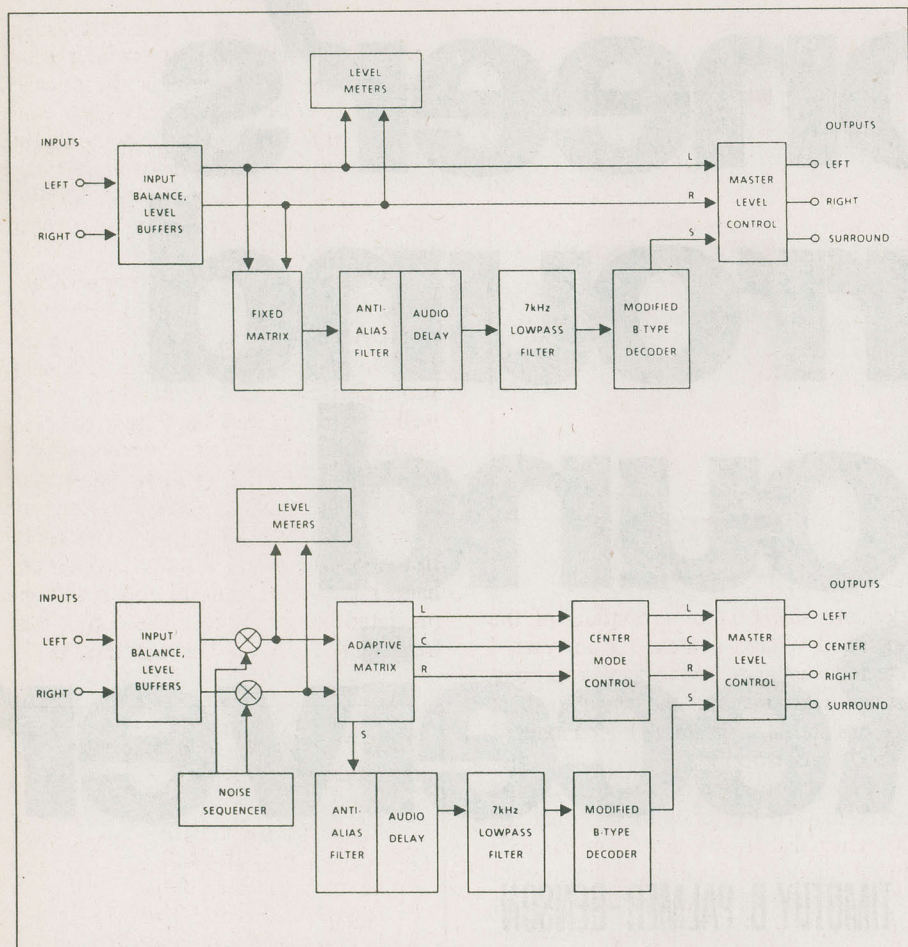 LEVEL
METERS
INPUTS
OUTPUTS
LEFT
RIGHT
INPUT
BALANCE,
LEVEL
BUFFERS
L
R
S
MASTER
LEVEL
CONTROL
LEFT
RIGHT
SURROUND
FIXED
MATRIX
ANTI-
ALIAS
FILTER
AUDIO
DELAY
7kHz
LOWPASS
FILTER
MODIFIED
B-TYPE
DECODER
LEVEL
METERS
INPUTS
OUTPUTS
LEFT
RIGHT
INPUT
BALANCE,
LEVEL
BUFFERS
ADAPTIVE
MATRIX
L
C
R
CENTER
MODE
CONTROL
L
C
R
S
MASTER
LEVEL
CONTROL
LEFT
CENTER
RIGHT
SURROUND
NOISE
SEQUENCER
S
ANTI-
ALIAS
FILTER
AUDIO
DELAY
7kHz
LOWPASS
FILTER
MODIFIED
B-TYPE
DECODER